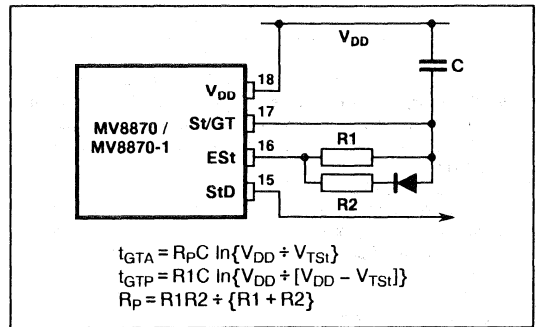 V_DD
C
V_DD 18
St/GT 17
MV8870 /
MV8870-1
ESt 16
StD 15
R1
R2
t_GTA = R_PC ln{V_DD ÷ V_TSt}
t_GTP = R1C ln{V_DD ÷ [V_DD – V_TSt]}
R_P = R1R2 ÷ {R1 + R2}